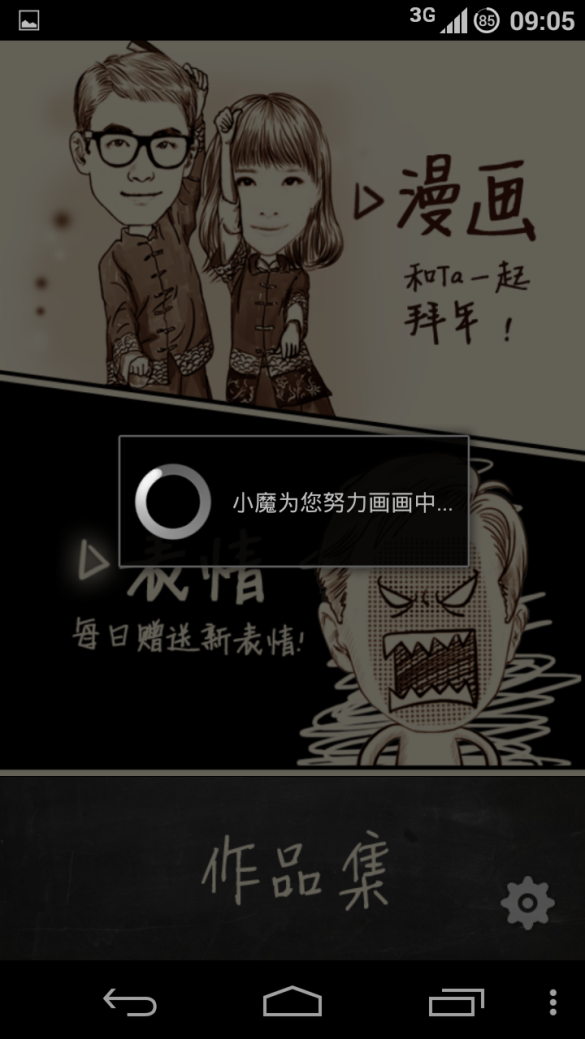 3G 85 09:05
漫画
和Ta一起
拜年！
小魔为您努力画画中...
表情
每日赠送新表情!
作品集